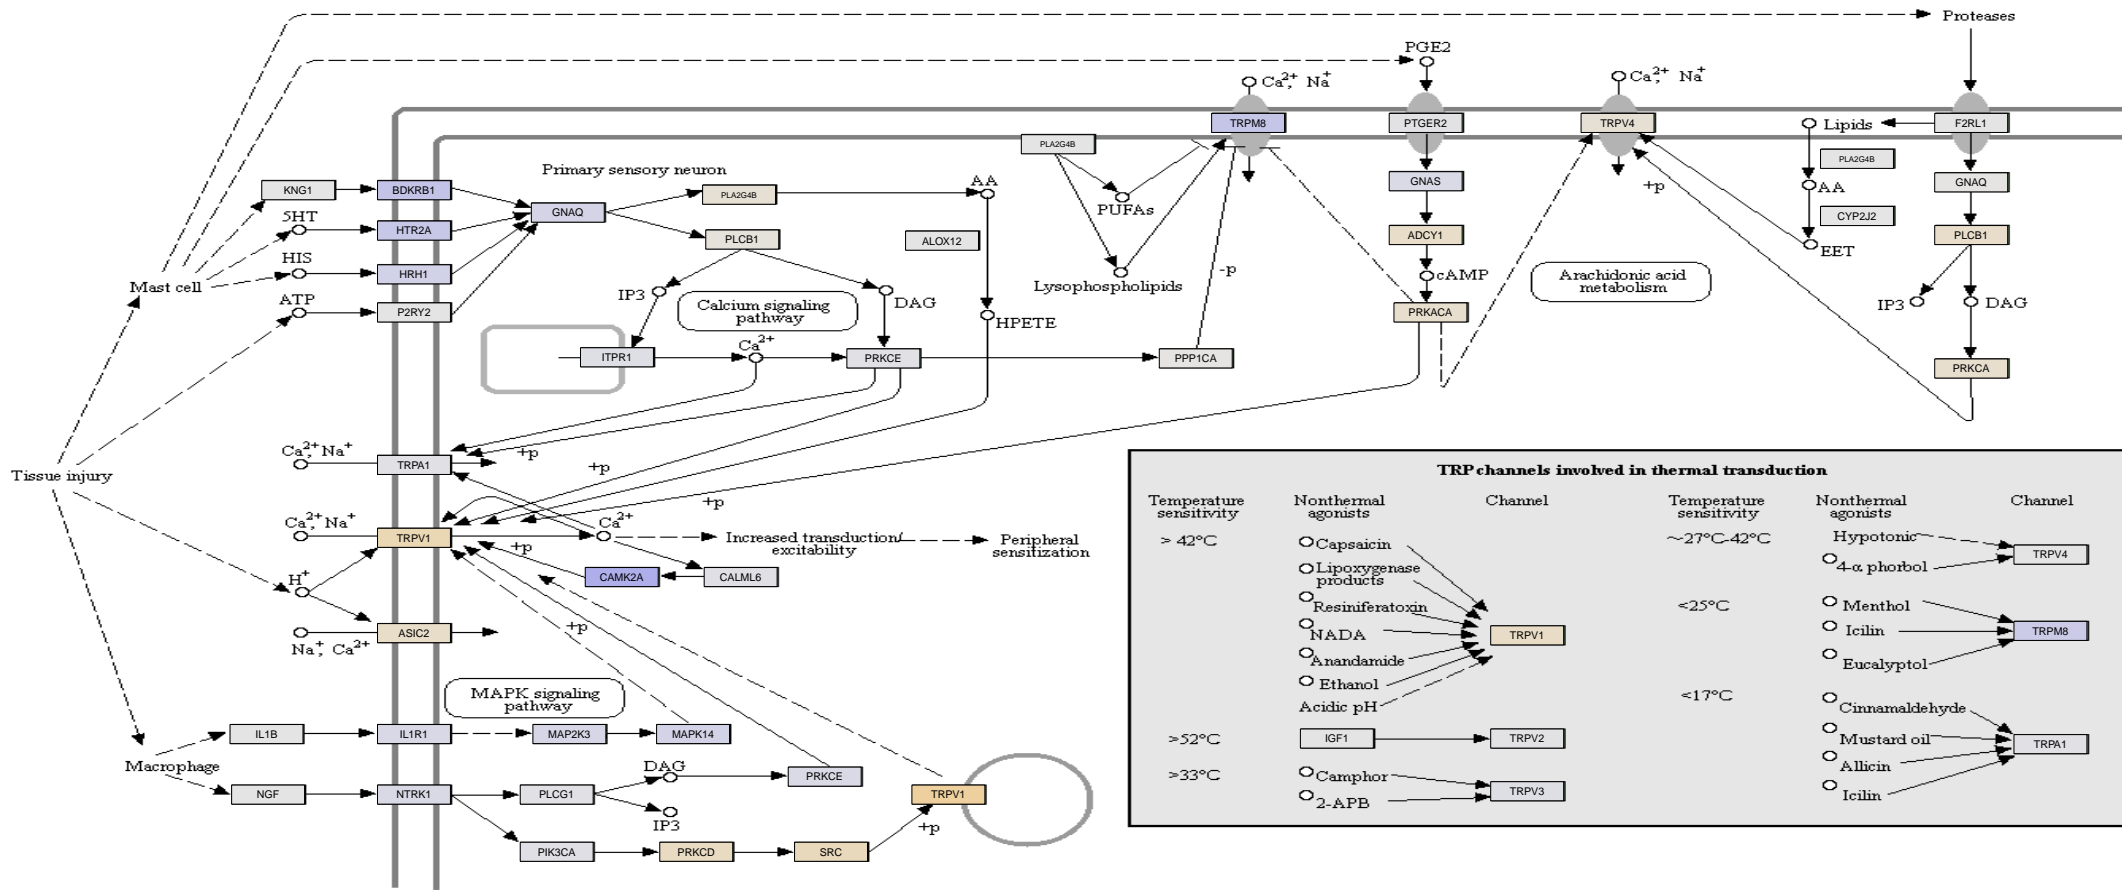 Proteases
PGE2
Ca2+, Na+
Ca2+, Na+
TRPM8
PTGER2
TRPV4
Lipids
F2RL1
PLA2G4B
PLA2G4B
Primary sensory neuron
KNG1
BDKRB1
PLA2G4B
AA
PUFAs
GNAS
+p
AA
GNAQ
GNAQ
5HT
HTR2A
CYP2J2
PLCB1
ALOX12
ADCY1
PLCB1
EET
HIS
HRH1
Mast cell
-p
cAMP
Arachidonic acid
metabolism
Lysophospholipids
ATP
P2RY2
IP3
Calcium signaling
pathway
DAG
HPETE
PRKACA
IP3
DAG
ITPR1
Ca2+
PRKCE
PPP1CA
PRKCA
Tissue injury
Ca2+, Na+
TRPA1
+p
+p
+p
Ca2+, Na+
TRPV1
Ca2+
Increased transduction/
excitability
Peripheral
sensitization
+p
CAMK2A
CALML6
H+
ASIC2
Na+, Ca2+
+p
MAPK signaling
pathway
IL1B
IL1R1
MAP2K3
MAPK14
Macrophage
NGF
NTRK1
PLCG1
DAG
PRKCE
IP3
TRPV1
+p
PIK3CA
PRKCD
SRC
TRP channels involved in thermal transduction
Temperature
sensitivity
Nonthermal
agonists
Channel
Temperature
sensitivity
Nonthermal
agonists
Channel
> 42°C
Capsaicin
Lipoxygenase
products
Resiniferatoxin
NADA
Anandamide
Ethanol
Acidic pH
TRPV1
>52°C
IGF1
TRPV2
>33°C
Camphor
2-APB
TRPV3
~27°C-42°C
Hypotonic
4-α phorbol
TRPV4
<25°C
Menthol
Icilin
Eucalyptol
TRPM8
<17°C
Cinnamaldehyde
Mustard oil
Allicin
Icilin
TRPA1